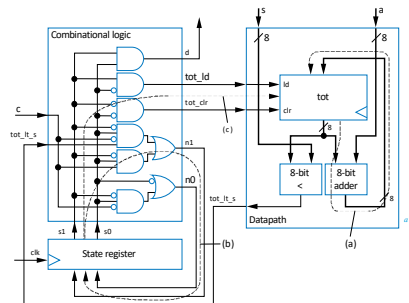 s
a
Combinational logic
8
8
d
tot_ld
ld
tot
tot_clr
clr
c
(c)
tot_lt_s
8
n1
8-bit
<
8-bit
adder
n0
tot_lt_s
8
s1
s0
Datapath
a
clk
State register
(b)
(a)